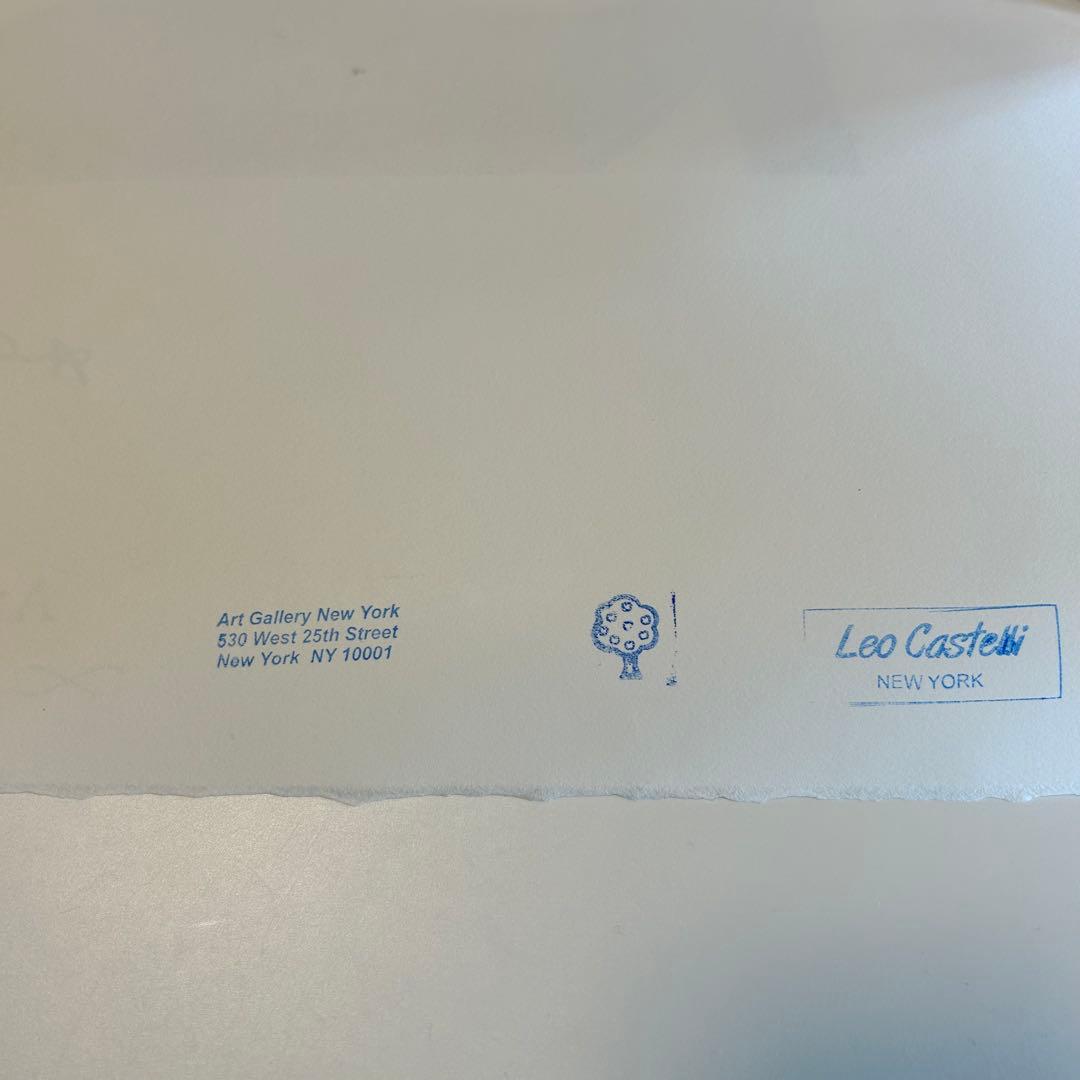 Art Gallery New York
530 West 25th Street
New York NY 10001
Leo Castelli
NEW YORK